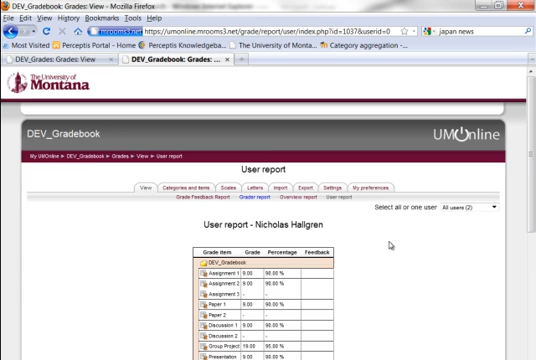 DEV_Gradebook: Grades: View - Mozilla Firefox
File Edit View History Bookmarks Tools Help
mrooms3.net https://umonline.mrooms3.net/grade/report/user/index.php?id=1037&userid=0 japan news
Most Visited Perceptis Portal - Home Perceptis Knowledgeba... The University of Monta... Category aggregation -...
DEV_Grades: Grades: View DEV_Gradebook: Grades: ...
The University of
Montana
DEV_Gradebook UMOnline
My UMOnline ► DEV_Gradebook ► Grades ► View ► User report
User report
View Categories and items Scales Letters Import Export Settings My preferences
Grade Feedback Report Grader report Overview report User report
Select all or one user All users (2)
User report - Nicholas Hallgren
Grade item Grade Percentage Feedback
DEV_Gradebook
Assignment 1 9.00 90.00 %
Assignment 2 9.00 90.00 %
Assignment 3 - -
Paper 1 9.00 90.00 %
Paper 2 - -
Discussion 1 9.00 90.00 %
Discussion 2 - -
Group Project 19.00 95.00 %
Presentation 9.00 90.00 %